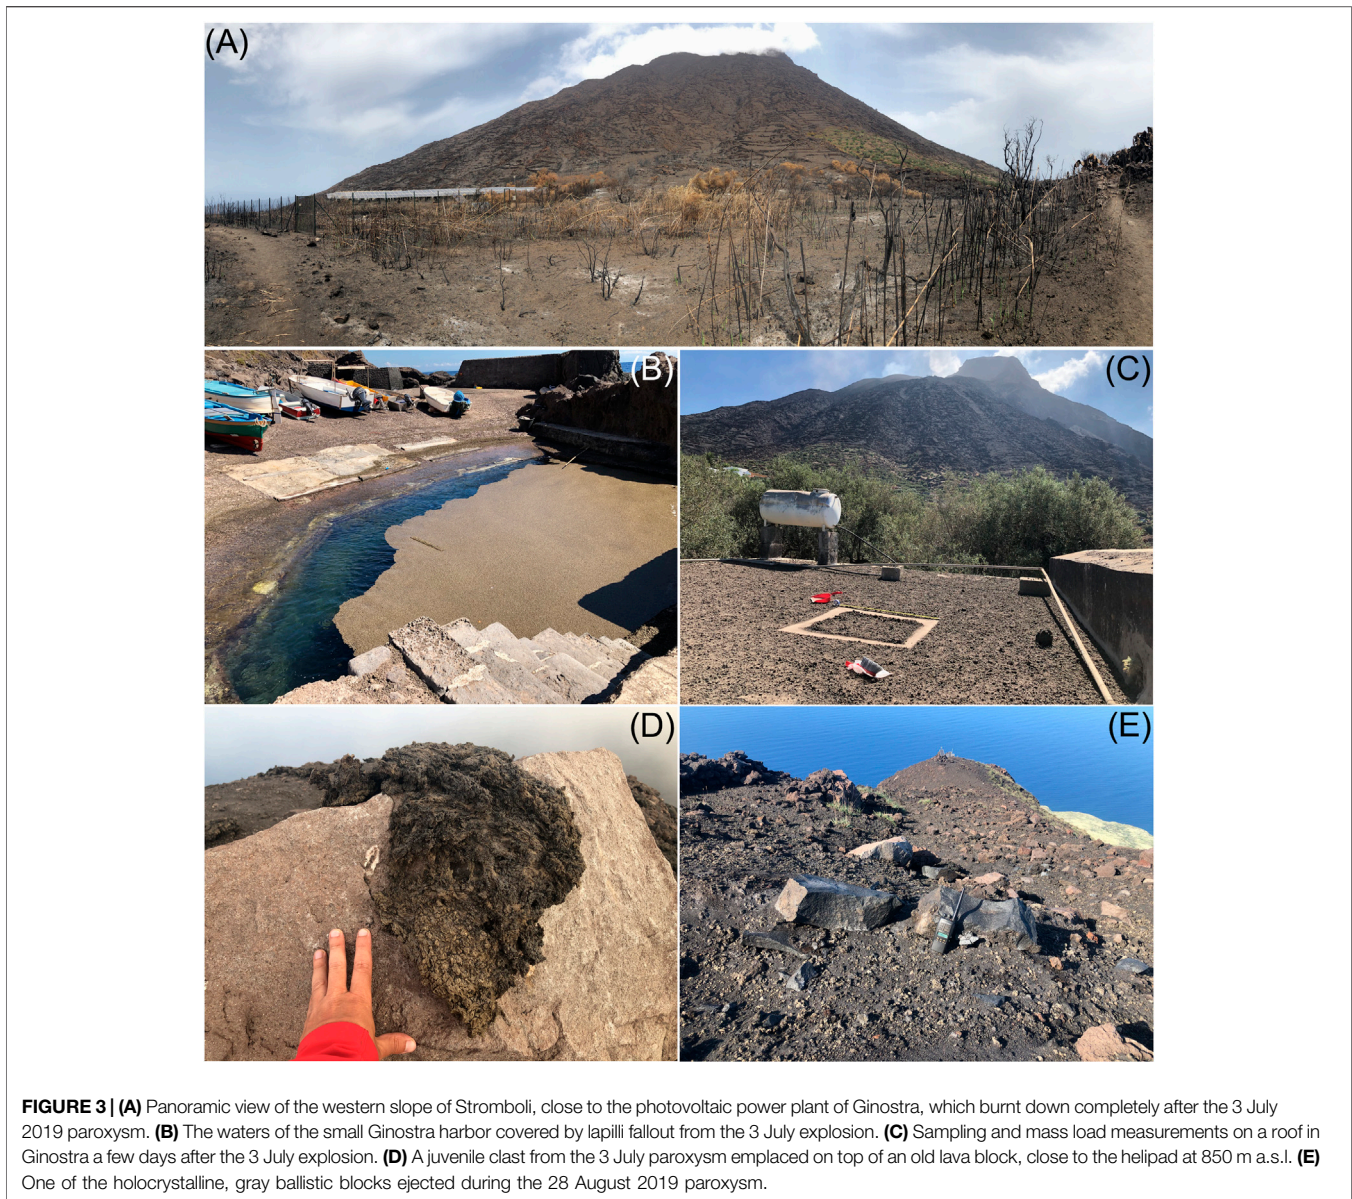 (A)
(B)
(C)
(D)
(E)
FIGURE 3 | (A) Panoramic view of the western slope of Stromboli, close to the photovoltaic power plant of Ginostra, which burnt down completely after the 3 July
2019 paroxysm. (B) The waters of the small Ginostra harbor covered by lapilli fallout from the 3 July explosion. (C) Sampling and mass load measurements on a roof in
Ginostra a few days after the 3 July explosion. (D) A juvenile clast from the 3 July paroxysm emplaced on top of an old lava block, close to the helipad at 850 m a.s.l. (E)
One of the holocrystalline, gray ballistic blocks ejected during the 28 August 2019 paroxysm.